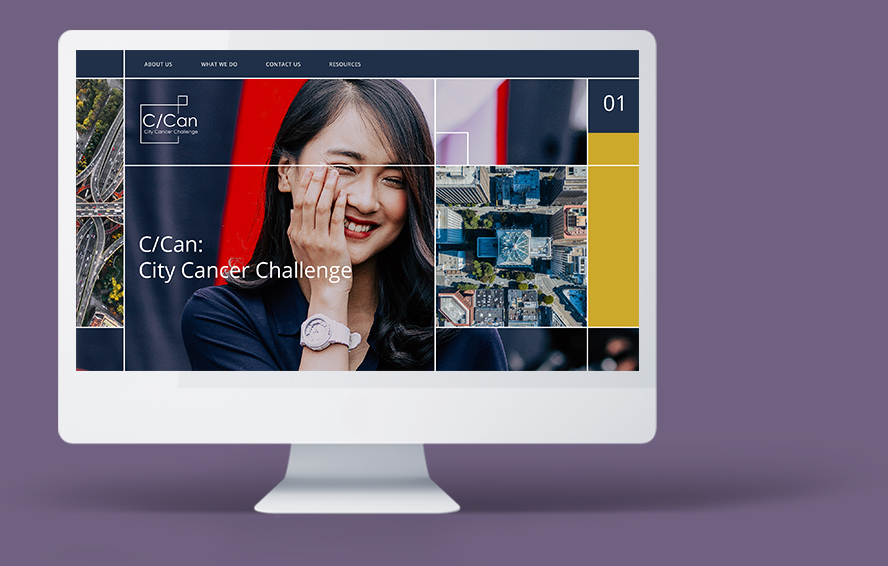 ABOUT US
WHAT WE DO
CONTACT US
RESOURCES
01
C/Can
City Cancer Challenge
C/Can:
City Cancer Challenge